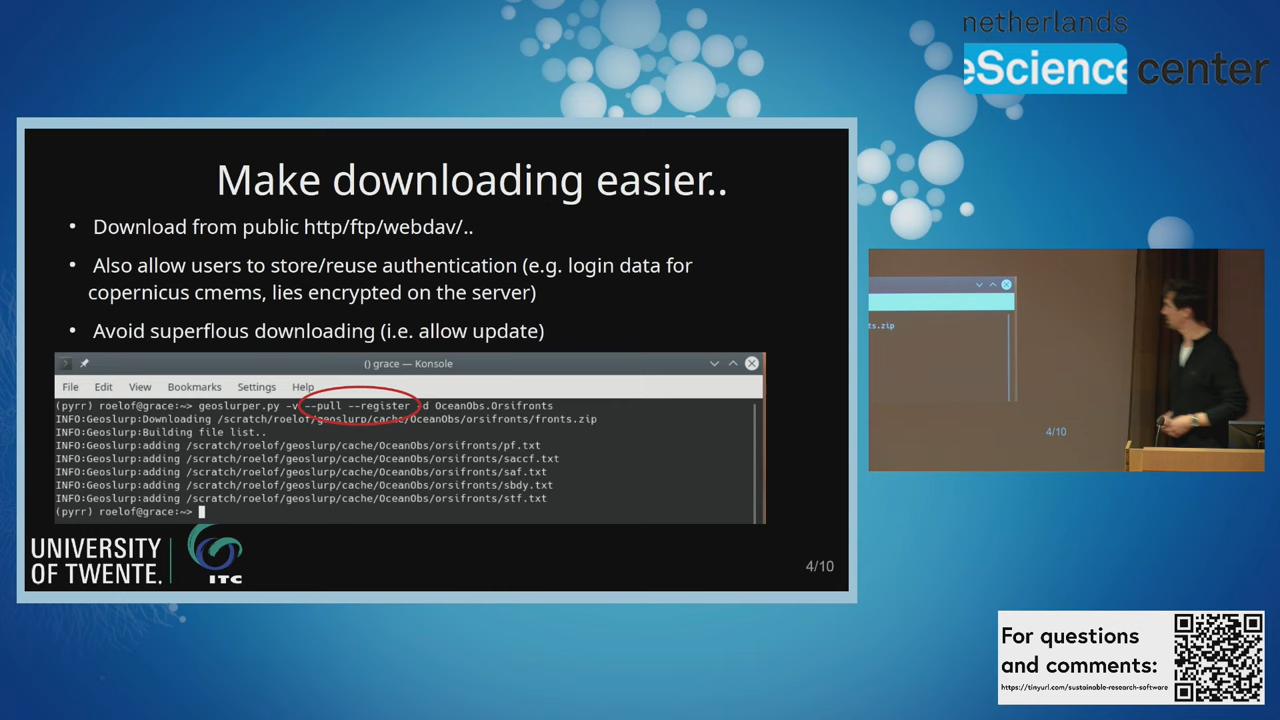 netherlands
eScience center
Make downloading easier..
• Download from public http/ftp/webdav/..
• Also allow users to store/reuse authentication (e.g. login data for
copernicus cmems, lies encrypted on the server)
• Avoid superflous downloading (i.e. allow update)
() grace — Konsole
File Edit View Bookmarks Settings Help
(pyrr) roelof@grace:~> geoslurper.py -v --pull --register -d OceanObs.Orsifronts
INFO:Geoslurp:Downloading /scratch/roelof/geoslurp/cache/OceanObs/orsifronts/fronts.zip
INFO:Geoslurp:Building file list..
INFO:Geoslurp:adding /scratch/roelof/geoslurp/cache/OceanObs/orsifronts/pf.txt
INFO:Geoslurp:adding /scratch/roelof/geoslurp/cache/OceanObs/orsifronts/saccf.txt
INFO:Geoslurp:adding /scratch/roelof/geoslurp/cache/OceanObs/orsifronts/saf.txt
INFO:Geoslurp:adding /scratch/roelof/geoslurp/cache/OceanObs/orsifronts/sbdy.txt
INFO:Geoslurp:adding /scratch/roelof/geoslurp/cache/OceanObs/orsifronts/stf.txt
(pyrr) roelof@grace:~>
UNIVERSITY
OF TWENTE.
ITC
4/10
ts.zip
4/10
For questions
and comments:
https://tinyurl.com/sustainable-research-software